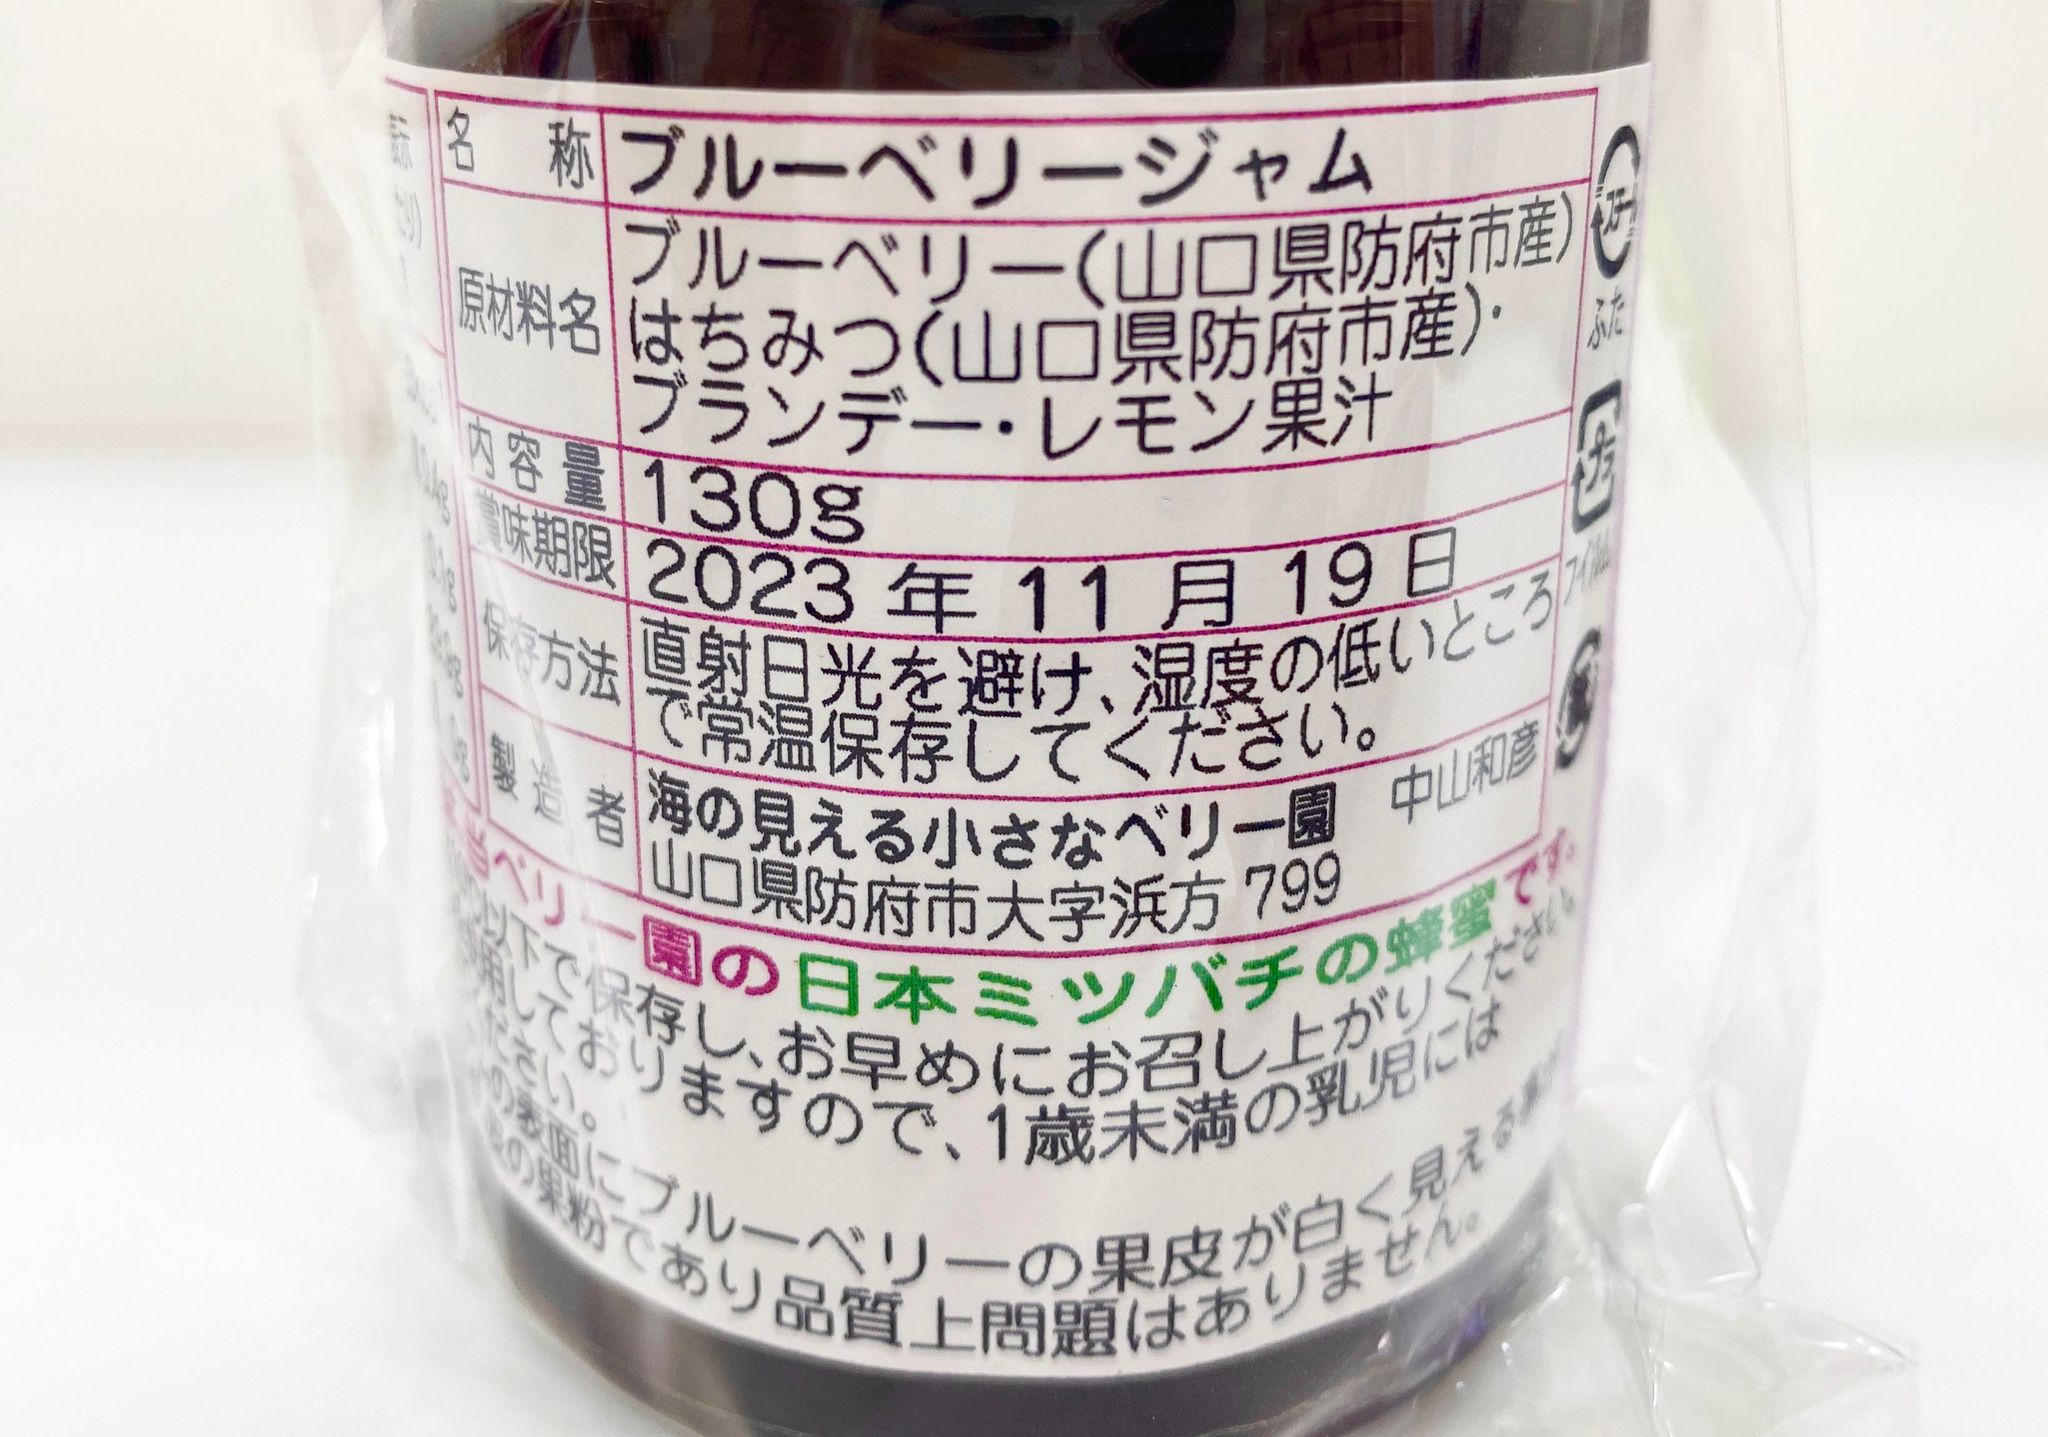 名称 ブルーベリージャム
原材料名 ブルーベリー(山口県防府市産)
はちみつ(山口県防府市産)・
ブランデー・レモン果汁
内容量 130g
賞味期限 2023 年 11 月 19 日
保存方法 直射日光を避け、湿度の低いところ
で常温保存してください。
製造者 海の見える小さなベリー園 中山和彦
山口県防府市大字浜方 799
ふた
当ベリー園の日本ミツバチの蜂蜜です。
以下で保存し、お早めにお召し上がりください。
しておりますので、1歳未満の乳児には
ださい。
の表面にブルーベリーの果皮が白く見える
の果粉であり品質上問題はありません。